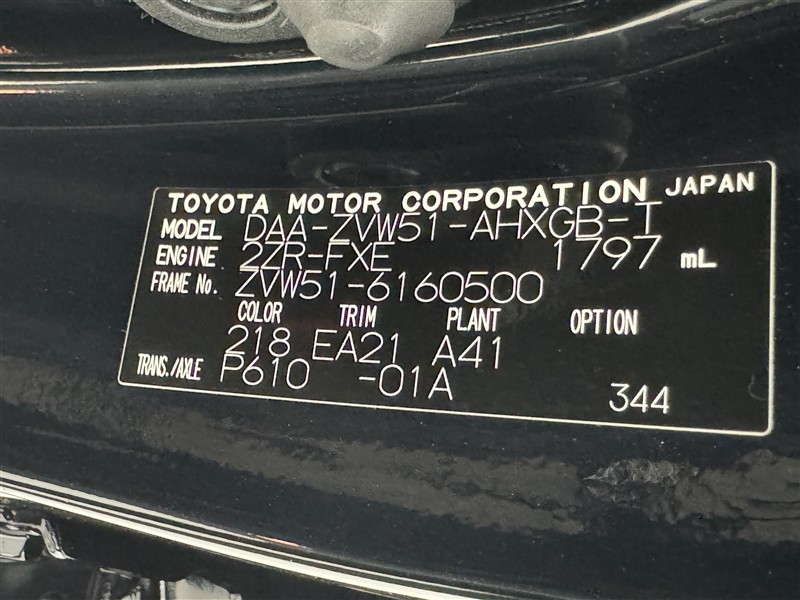 TOYOTA MOTOR CORPORATION JAPAN
MODEL DAA-ZVW51-AHXGB-T
ENGINE 2ZR-FXE 1797 mL
FRAME No. ZVW51-6160500
COLOR TRIM PLANT OPTION
218 EA21 A41
TRANS./AXLE P610 -01A 344